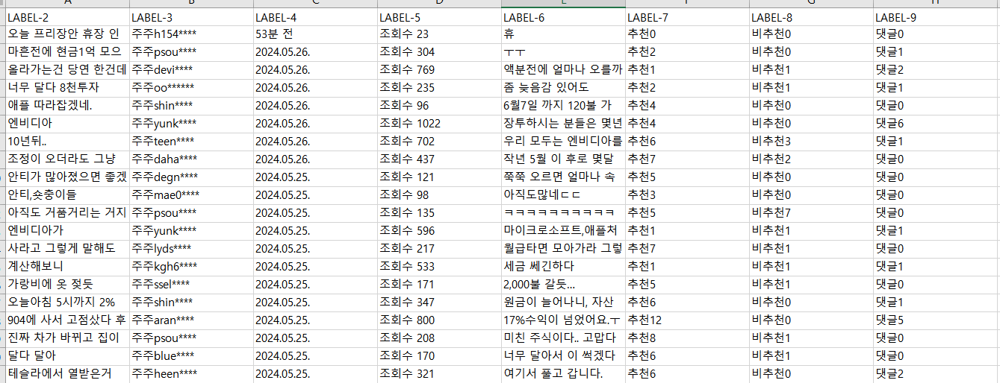 A B C D E F G H
LABEL-2 LABEL-3 LABEL-4 LABEL-5 LABEL-6 LABEL-7 LABEL-8 LABEL-9
오늘 프리장안 휴장 인 주주h154**** 53분 전 조회수 23 휴 추천0 비추천0 댓글0
마흔전에 현금1억 모으 주주psou**** 2024.05.26. 조회수 304 ㅜㅜ 추천2 비추천0 댓글1
올라가는건 당연 한건데 주주devi**** 2024.05.26. 조회수 769 액분전에 얼마나 오를까 추천1 비추천1 댓글2
너무 달다 8천투자 주주oo****** 2024.05.26. 조회수 235 좀 늦음감 있어도 추천2 비추천1 댓글0
애플 따라잡겠네. 주주shin**** 2024.05.26. 조회수 96 6월7일 까지 120불 가 추천4 비추천0 댓글0
엔비디아 주주yunk**** 2024.05.26. 조회수 1022 장투하시는 분들은 몇년 추천4 비추천0 댓글6
10년뒤.. 주주teen**** 2024.05.26. 조회수 702 우리 모두는 엔비디아를 추천6 비추천3 댓글1
조정이 오더라도 그냥 주주daha**** 2024.05.26. 조회수 437 작년 5월 이 후로 몇달 추천7 비추천2 댓글0
안티가 많아졌으면 좋겠 주주degn**** 2024.05.26. 조회수 121 쭉쭉 오르면 얼마나 속 추천5 비추천0 댓글0
안티,숏충이들 주주mae0**** 2024.05.25. 조회수 98 아직도많네ㄷㄷ 추천3 비추천0 댓글0
아직도 거품거리는 거지 주주psou**** 2024.05.25. 조회수 135 ㅋㅋㅋㅋㅋㅋㅋㅋㅋㅋ 추천5 비추천7 댓글0
엔비디아가 주주yunk**** 2024.05.25. 조회수 596 마이크로소프트,애플처 추천1 비추천1 댓글1
사라고 그렇게 말해도 주주lyds**** 2024.05.25. 조회수 217 월급타면 모아가라 그렇 추천7 비추천1 댓글0
계산해보니 주주kgh6**** 2024.05.25. 조회수 533 세금 쎄긴하다 추천1 비추천1 댓글1
가랑비에 옷 젖듯 주주ssel**** 2024.05.25. 조회수 171 2,000불 갈듯... 추천5 비추천1 댓글0
오늘아침 5시까지 2% 주주shin**** 2024.05.25. 조회수 347 원금이 늘어나니, 자산 추천6 비추천0 댓글1
904에 사서 고점샀다 후 주주aran**** 2024.05.25. 조회수 800 17%수익이 넘었어요.ㅜ 추천12 비추천0 댓글5
진짜 차가 바뀌고 집이 주주psou**** 2024.05.25. 조회수 208 미친 주식이다.. 고맙다 추천8 비추천1 댓글0
달다 달아 주주blue**** 2024.05.25. 조회수 170 너무 달아서 이 썩겠다 추천6 비추천1 댓글0
테슬라에서 열받은거 주주heen**** 2024.05.25. 조회수 321 여기서 풀고 갑니다. 추천6 비추천0 댓글2